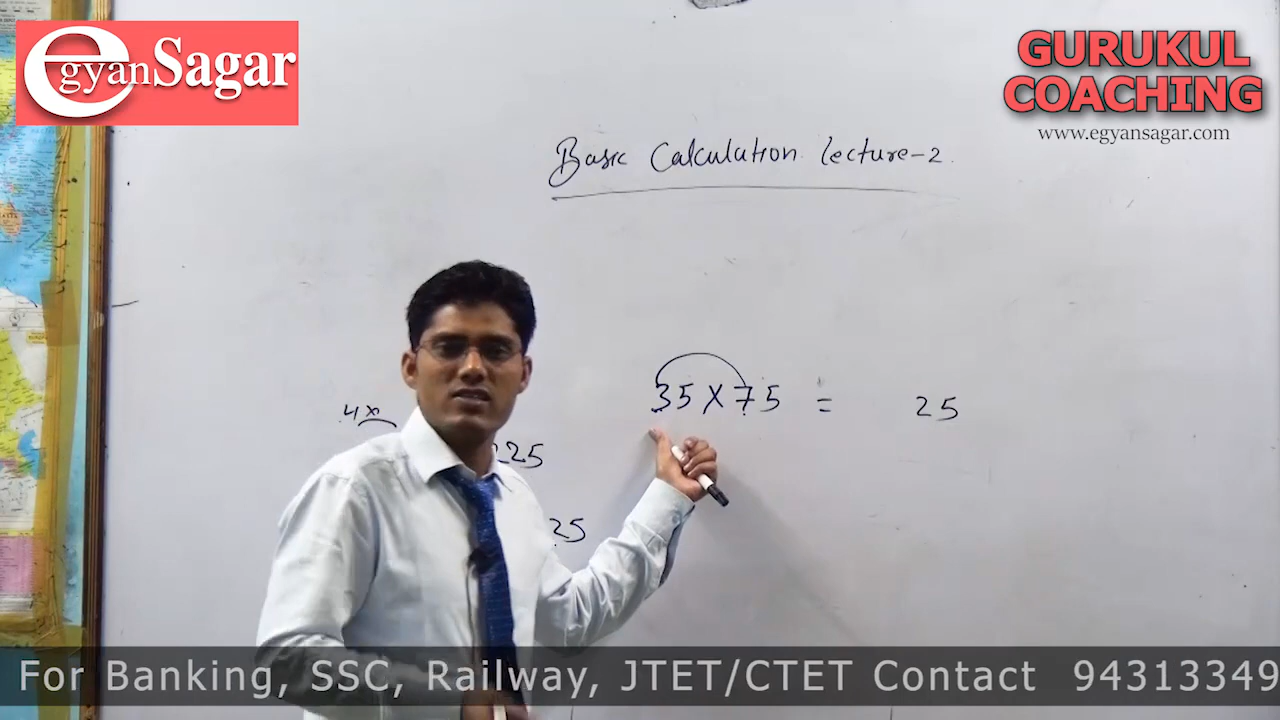 egyanSagar
GURUKUL
COACHING
www.egyansagar.com
Basic Calculation Lecture-2.
35 X 75 = 25
4x
225
25
For Banking, SSC, Railway, JTET/CTET Contact 94313349